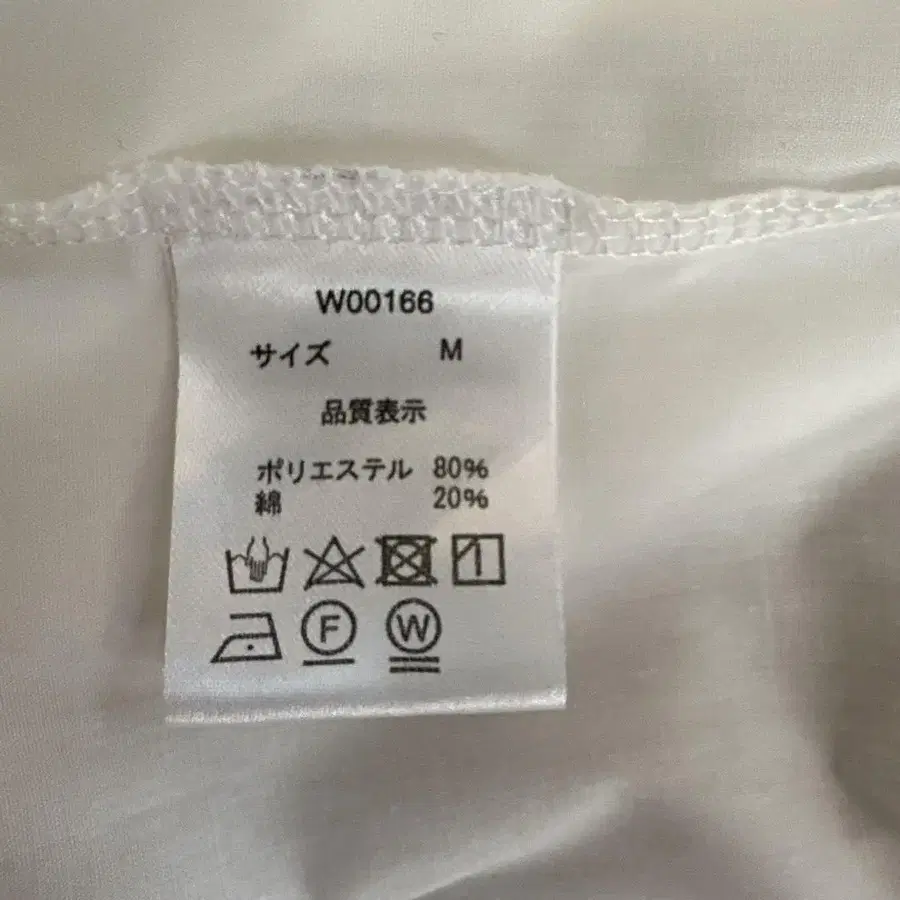 W00166
サイズ M
品質表示
ポリエステル 80%
綿 20%
F W